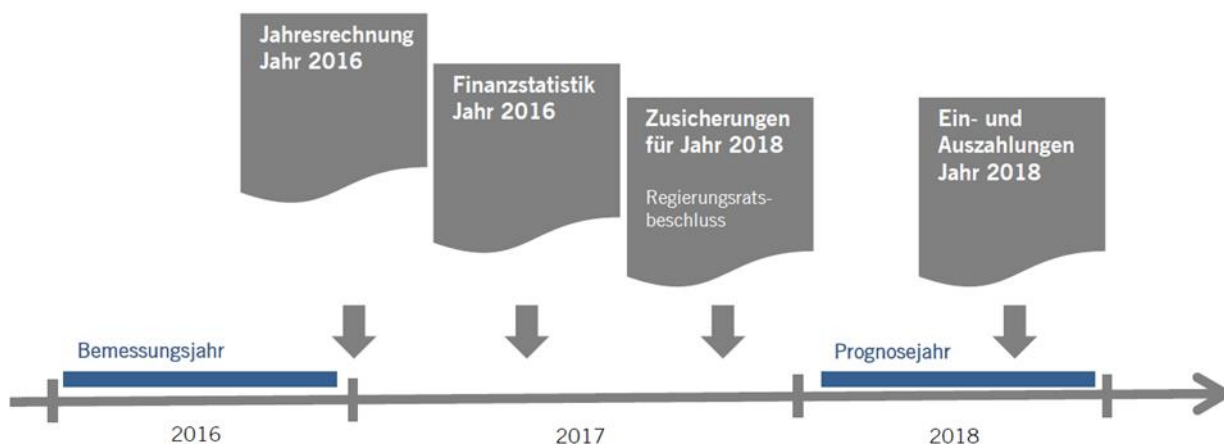 Jahresrechnung
Jahr 2016
Finanzstatistik
Jahr 2016
Zusicherungen
für Jahr 2018
Regierungsrats-
beschluss
Ein- und
Auszahlungen
Jahr 2018
Bemessungsjahr
Prognosejahr
2016
2017
2018